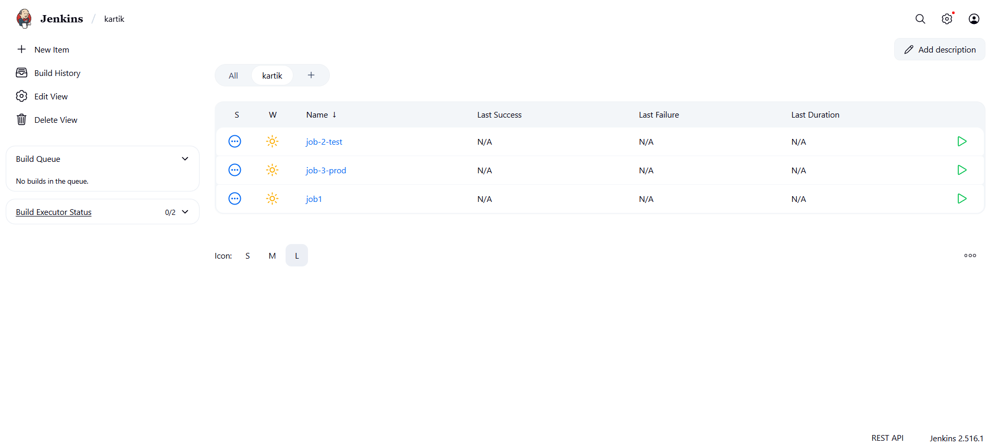 Jenkins / kartik
New Item
Build History
Edit View
Delete View
Build Queue
No builds in the queue.
Build Executor Status 0/2
Add description
All kartik +
S W Name ↓ Last Success Last Failure Last Duration
job-2-test N/A N/A N/A
job-3-prod N/A N/A N/A
job1 N/A N/A N/A
Icon: S M L
REST API Jenkins 2.516.1